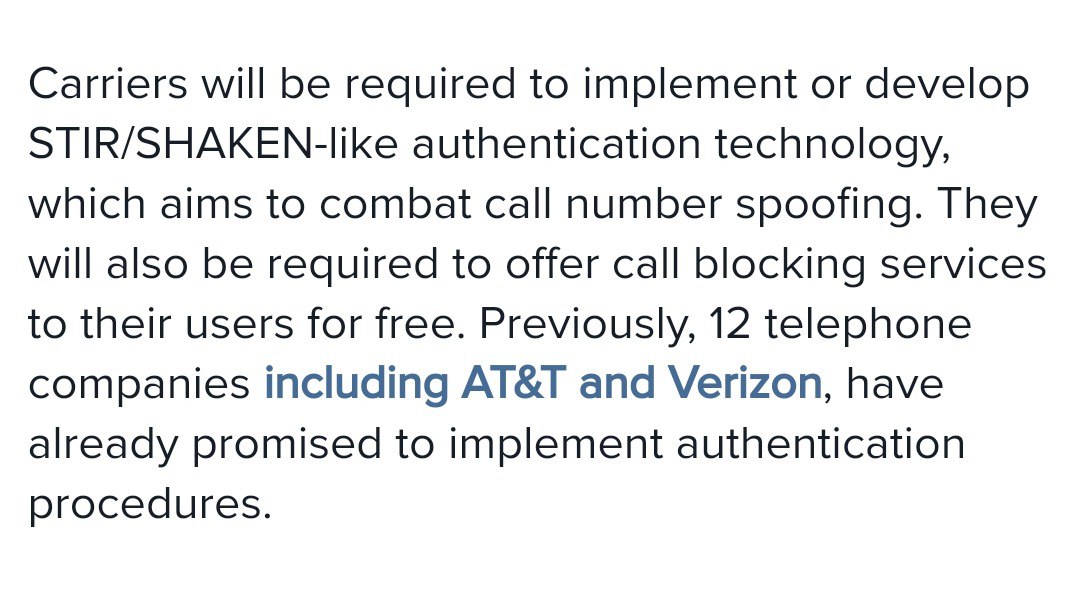 Carriers will be required to implement or develop
STIR/SHAKEN-like authentication technology,
which aims to combat call number spoofing. They
will also be required to offer call blocking services
to their users for free. Previously, 12 telephone
companies including AT&T and Verizon, have
already promised to implement authentication
procedures.